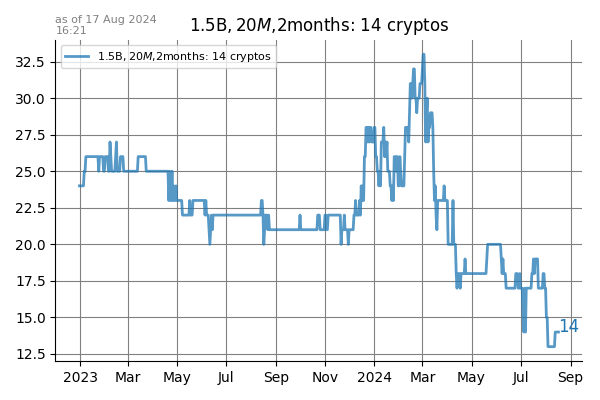 as of 17 Aug 2024
16:21
1.5B, 20M,2months: 14 cryptos
1.5B, 20M,2months: 14 cryptos
32.5
30.0
27.5
25.0
22.5
20.0
17.5
15.0
12.5
14
2023 Mar May Jul Sep Nov 2024 Mar May Jul Sep